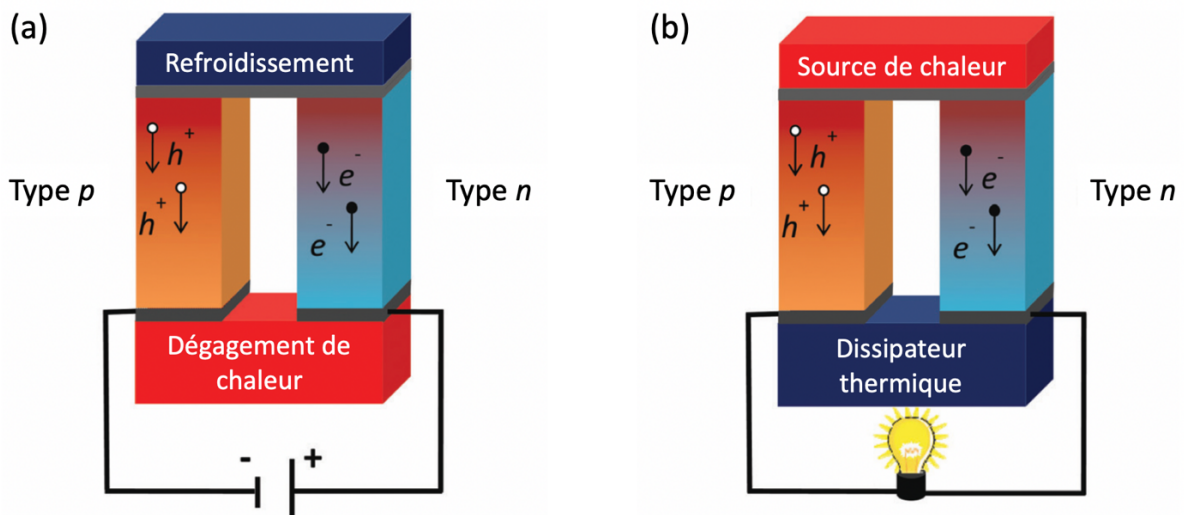 (a)
Refroidissement
Type p
h+
h+
e-
e-
Type n
Dégagement de
chaleur
- +
(b)
Source de chaleur
Type p
h+
h+
e-
e-
Type n
Dissipateur
thermique